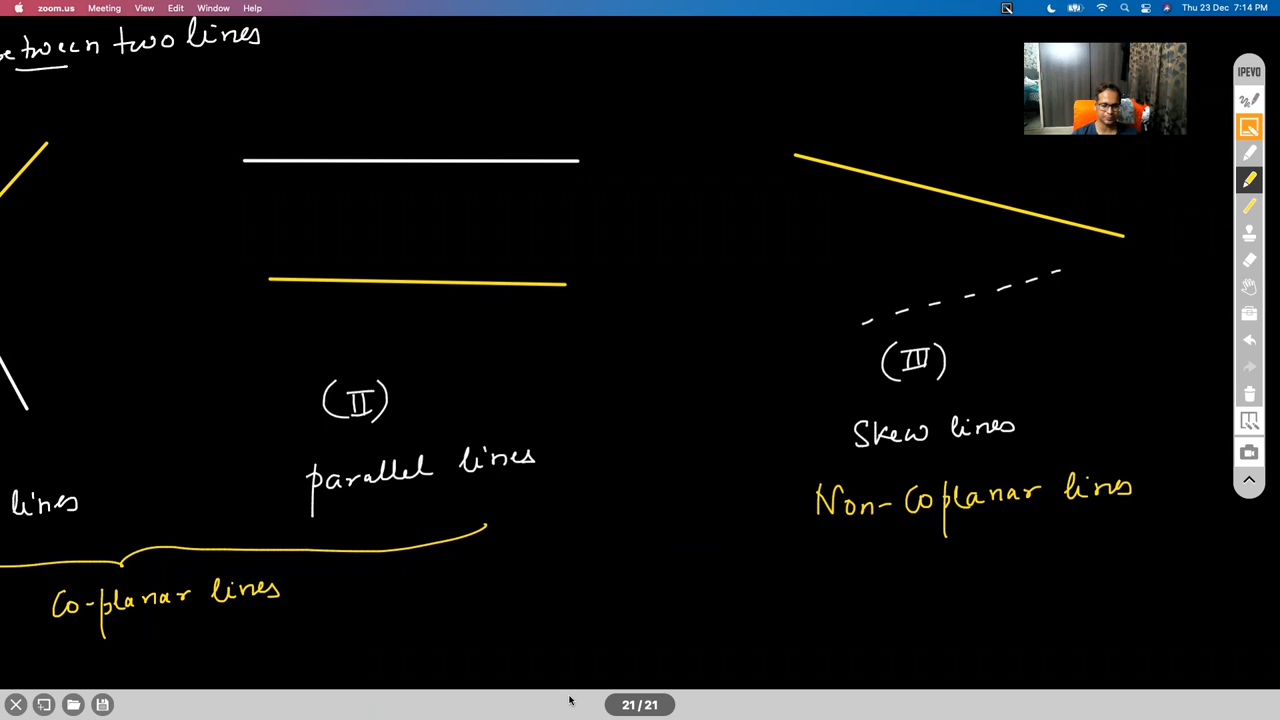 zoom.us Meeting View Edit Window Help Thu 23 Dec 7:14 PM
between two lines
IPEVO
(II)
(IV)
parallel lines
Skew lines
lines
Non-Coplanar lines
Co-planar lines
21/21